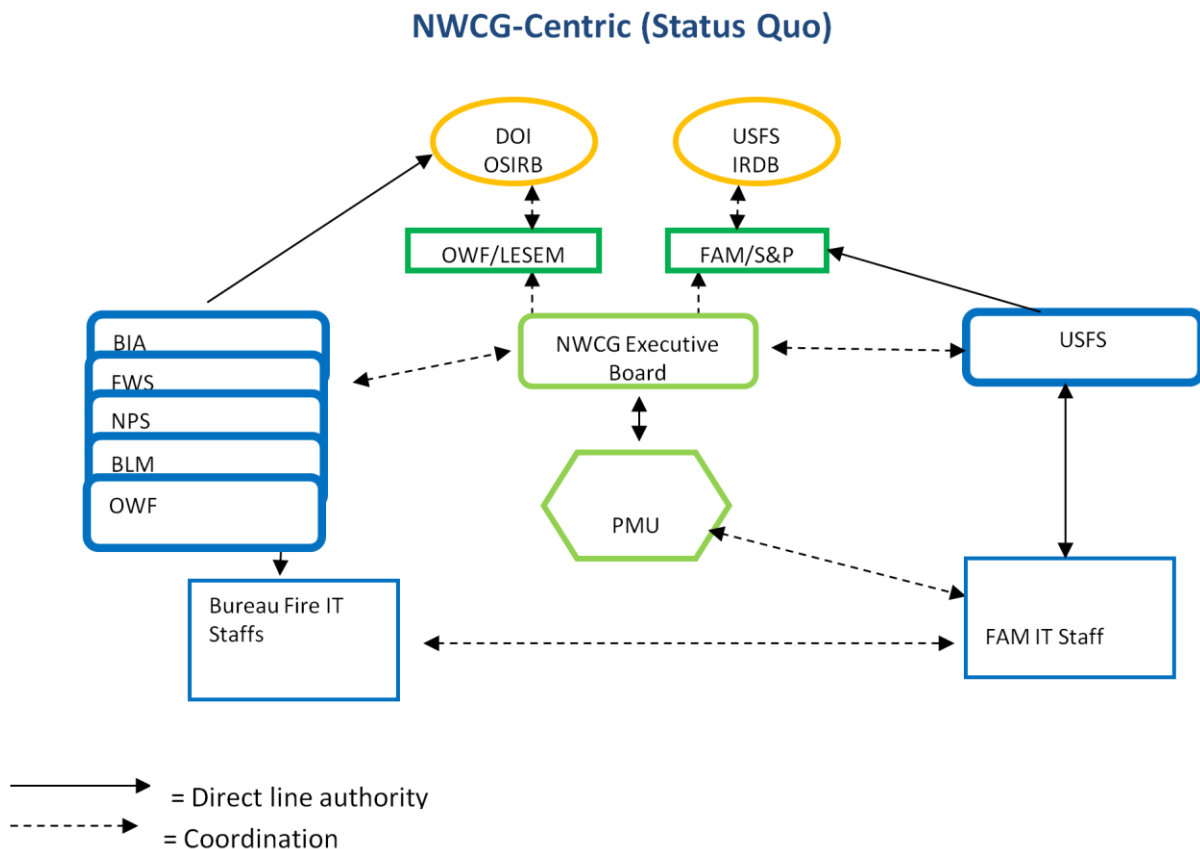 NWCG-Centric (Status Quo)
DOI
OSIRB
USFS
IRDB
OWF/LESEM
FAM/S&P
BIA
FWS
NPS
BLM
OWF
NWCG Executive
Board
USFS
PMU
Bureau Fire IT
Staffs
FAM IT Staff
= Direct line authority
= Coordination